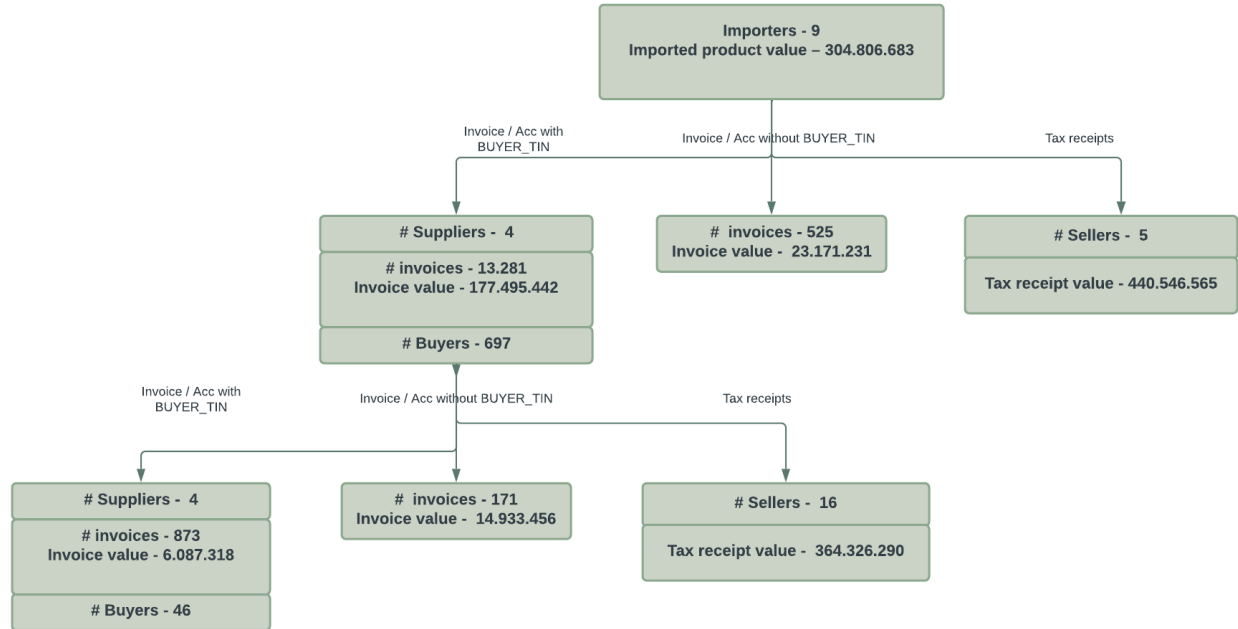 Importers - 9
Imported product value – 304.806.683
Invoice / Acc with
BUYER_TIN
Invoice / Acc without BUYER_TIN
Tax receipts
# Suppliers - 4
# invoices - 13.281
Invoice value - 177.495.442
# Buyers - 697
# invoices - 525
Invoice value - 23.171.231
# Sellers - 5
Tax receipt value - 440.546.565
Invoice / Acc with
BUYER_TIN
Invoice / Acc without BUYER_TIN
Tax receipts
# Suppliers - 4
# invoices - 873
Invoice value - 6.087.318
# Buyers - 46
# invoices - 171
Invoice value - 14.933.456
# Sellers - 16
Tax receipt value - 364.326.290